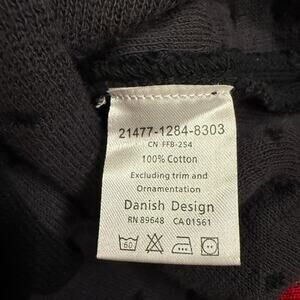 21477-1284-8303
CN FFB-254
100% Cotton
Excluding trim and
Ornamentation
Danish Design
RN 89648 CA 01561
60